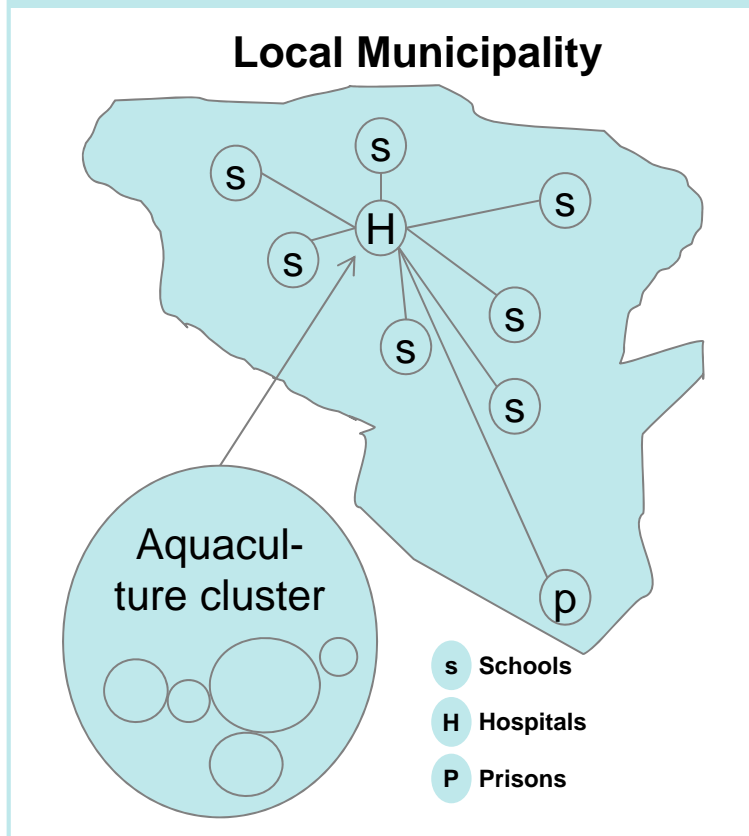 Local Municipality
s
s
s
H
s
s
s
s
Aquacul-
ture cluster
p
s Schools
H Hospitals
P Prisons